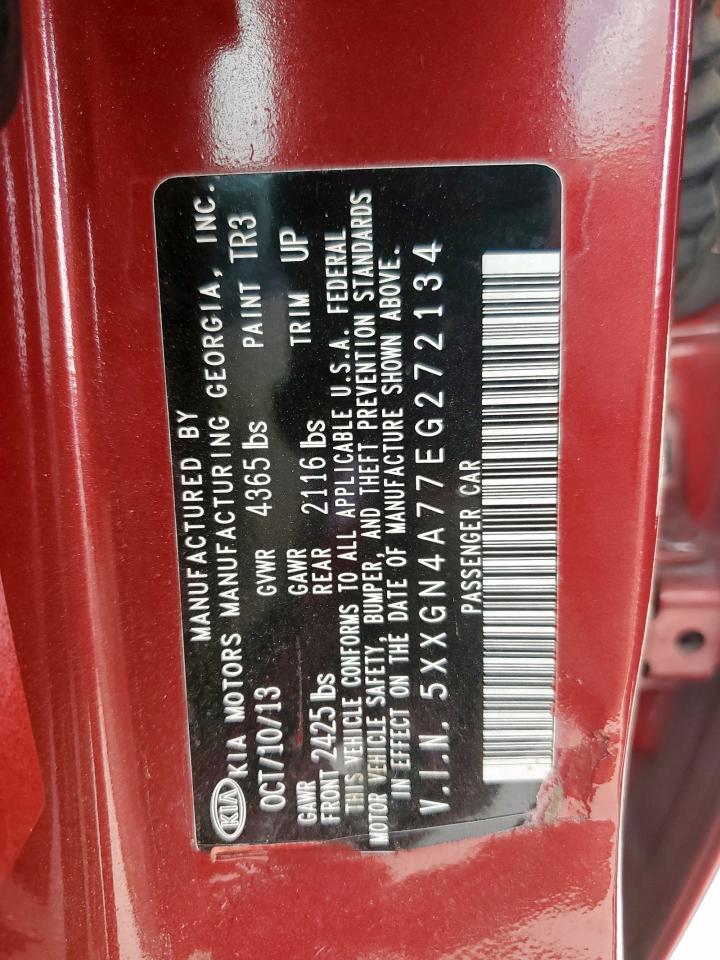 MANUFACTURED BY
KIA KIA MOTORS MANUFACTURING GEORGIA, INC.
OCT/10/13 GVWR 4365 lbs PAINT TR3
GAWR FRONT 2425 lbs GAWR REAR 2116 lbs TRIM UP
THIS VEHICLE CONFORMS TO ALL APPLICABLE U.S.A. FEDERAL
MOTOR VEHICLE SAFETY, BUMPER, AND THEFT PREVENTION STANDARDS
IN EFFECT ON THE DATE OF MANUFACTURE SHOWN ABOVE.
V.I.N. 5XXGN4A77EG272134
PASSENGER CAR